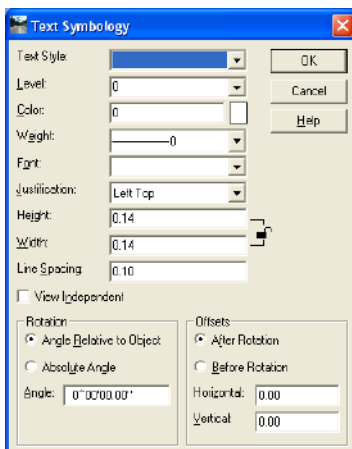 Text Symbology
Text Style:
OK
Level: 0
Cancel
Color: 0
Help
Weight: 0
Font:
Justification: Left Top
Height: 0.14
Width: 0.14
Line Spacing: 0.10
View Independent
Rotation
Angle Relative to Object
Absolute Angle
Angle: 0°00'00.00"
Offsets
After Rotation
Before Rotation
Horizontal: 0.00
Vertical: 0.00